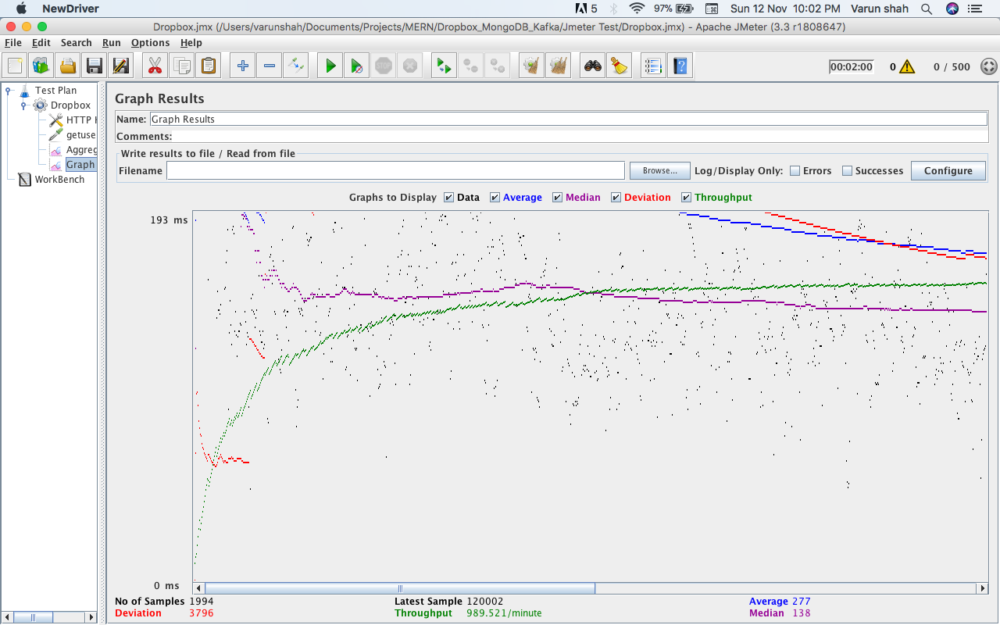 NewDriver 5 97% Sun 12 Nov 10:02 PM Varun shah
Dropbox.jmx (/Users/varunshah/Documents/Projects/MERN/Dropbox_MongoDB_Kafka/Jmeter Test/Dropbox.jmx) - Apache JMeter (3.3 r1808647)
File Edit Search Run Options Help
STOP 00:02:00 0 0 / 500
Test Plan
Dropbox
HTTP
getuse
Aggreg
Graph
WorkBench
Graph Results
Name: Graph Results
Comments:
Write results to file / Read from file
Filename Browse... Log/Display Only: Errors Successes Configure
Graphs to Display Data Average Median Deviation Throughput
193 ms
0 ms
No of Samples 1994 Latest Sample 120002 Average 277
Deviation 3796 Throughput 989.521/minute Median 138